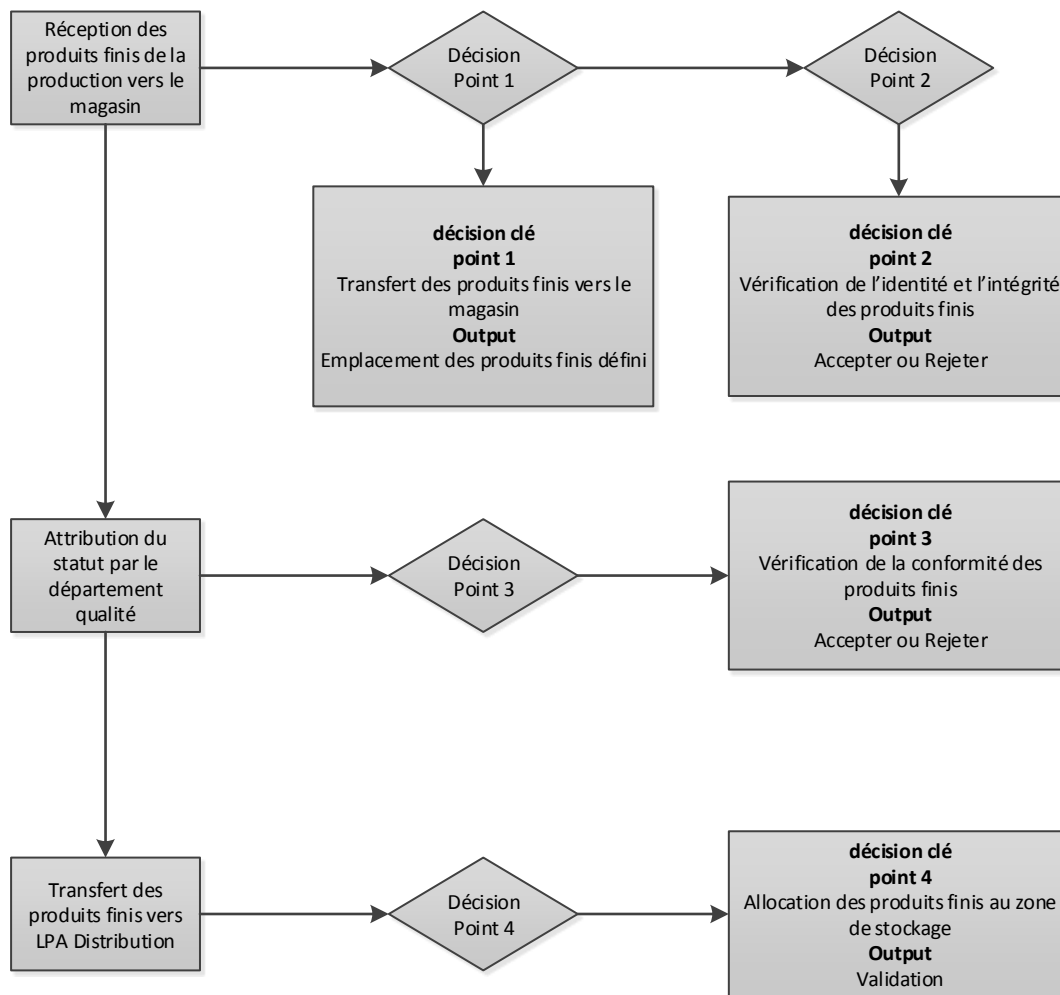 Réception des
produits finis de la
production vers le
magasin
Décision
Point 1
Décision
Point 2
décision clé
point 1
Transfert des produits finis vers le
magasin
Output
Emplacement des produits finis défini
décision clé
point 2
Vérification de l’identité et l’intégrité
des produits finis
Output
Accepter ou Rejeter
Attribution du
statut par le
département
qualité
Décision
Point 3
décision clé
point 3
Vérification de la conformité des
produits finis
Output
Accepter ou Rejeter
Transfert des
produits finis vers
LPA Distribution
Décision
Point 4
décision clé
point 4
Allocation des produits finis au zone
de stockage
Output
Validation